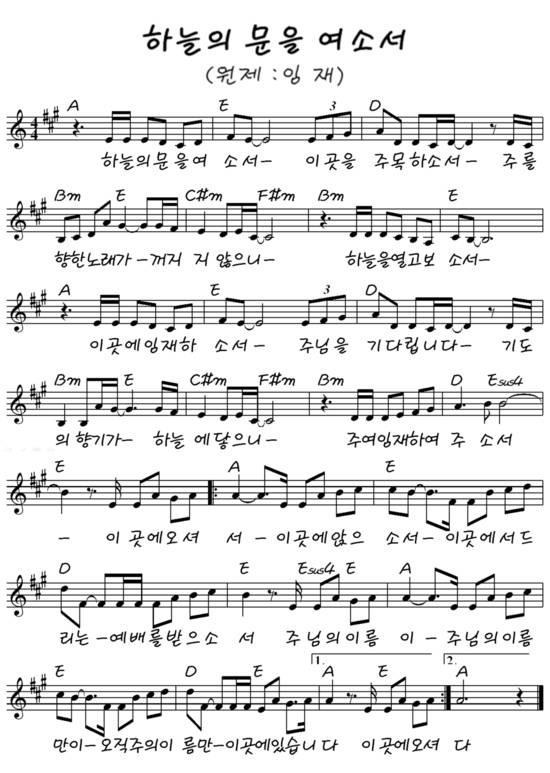 하늘의 문을 여소서
(원제 : 임 재)
A E 3 D
하늘의문을여 소서- 이곳을 주목하소서- 주를
Bm E C#m F#m Bm E
향한노래가-꺼지 지 않으니- 하늘을열고보 소서-
A E 3 D
이곳에임재하 소서- 주님을 기다립니다- 기도
Bm E C#m F#m Bm D Esus4
의향기가- 하늘 에닿으니- 주여임재하여 주 소서
E A E
- 이 곳에오셔 서-이곳에앉으 소서-이곳에서드
D E Esus4 E A
리는-예배를받으소 서 주님의이름 이-주님의이름
E D E 1. A 2. A
만이-오직주의이 름만-이곳에있습니 다 이곳에오셔 다